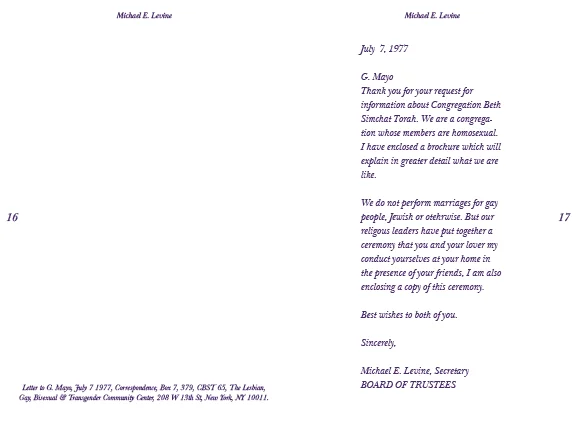 Michael E. Levine
16
Letter to G. Mayo, July 7 1977, Correspondence, Box 7, 379, CBST 65, The Lesbian,
Gay, Bisexual & Transgender Community Center, 208 W 13th St, New York, NY 10011.
Michael E. Levine
July 7, 1977
G. Mayo
Thank you for your request for
information about Congregation Beth
Simchat Torah. We are a congrega-
tion whose members are homosexual.
I have enclosed a brochure which will
explain in greater detail what we are
like.
We do not perform marriages for gay
people, Jewish or otehrwise. But our
religous leaders have put together a
ceremony that you and your lover my
conduct yourselves at your home in
the presence of your friends, I am also
enclosing a copy of this ceremony.
Best wishes to both of you.
Sincerely,
Michael E. Levine, Secretary
BOARD OF TRUSTEES
17